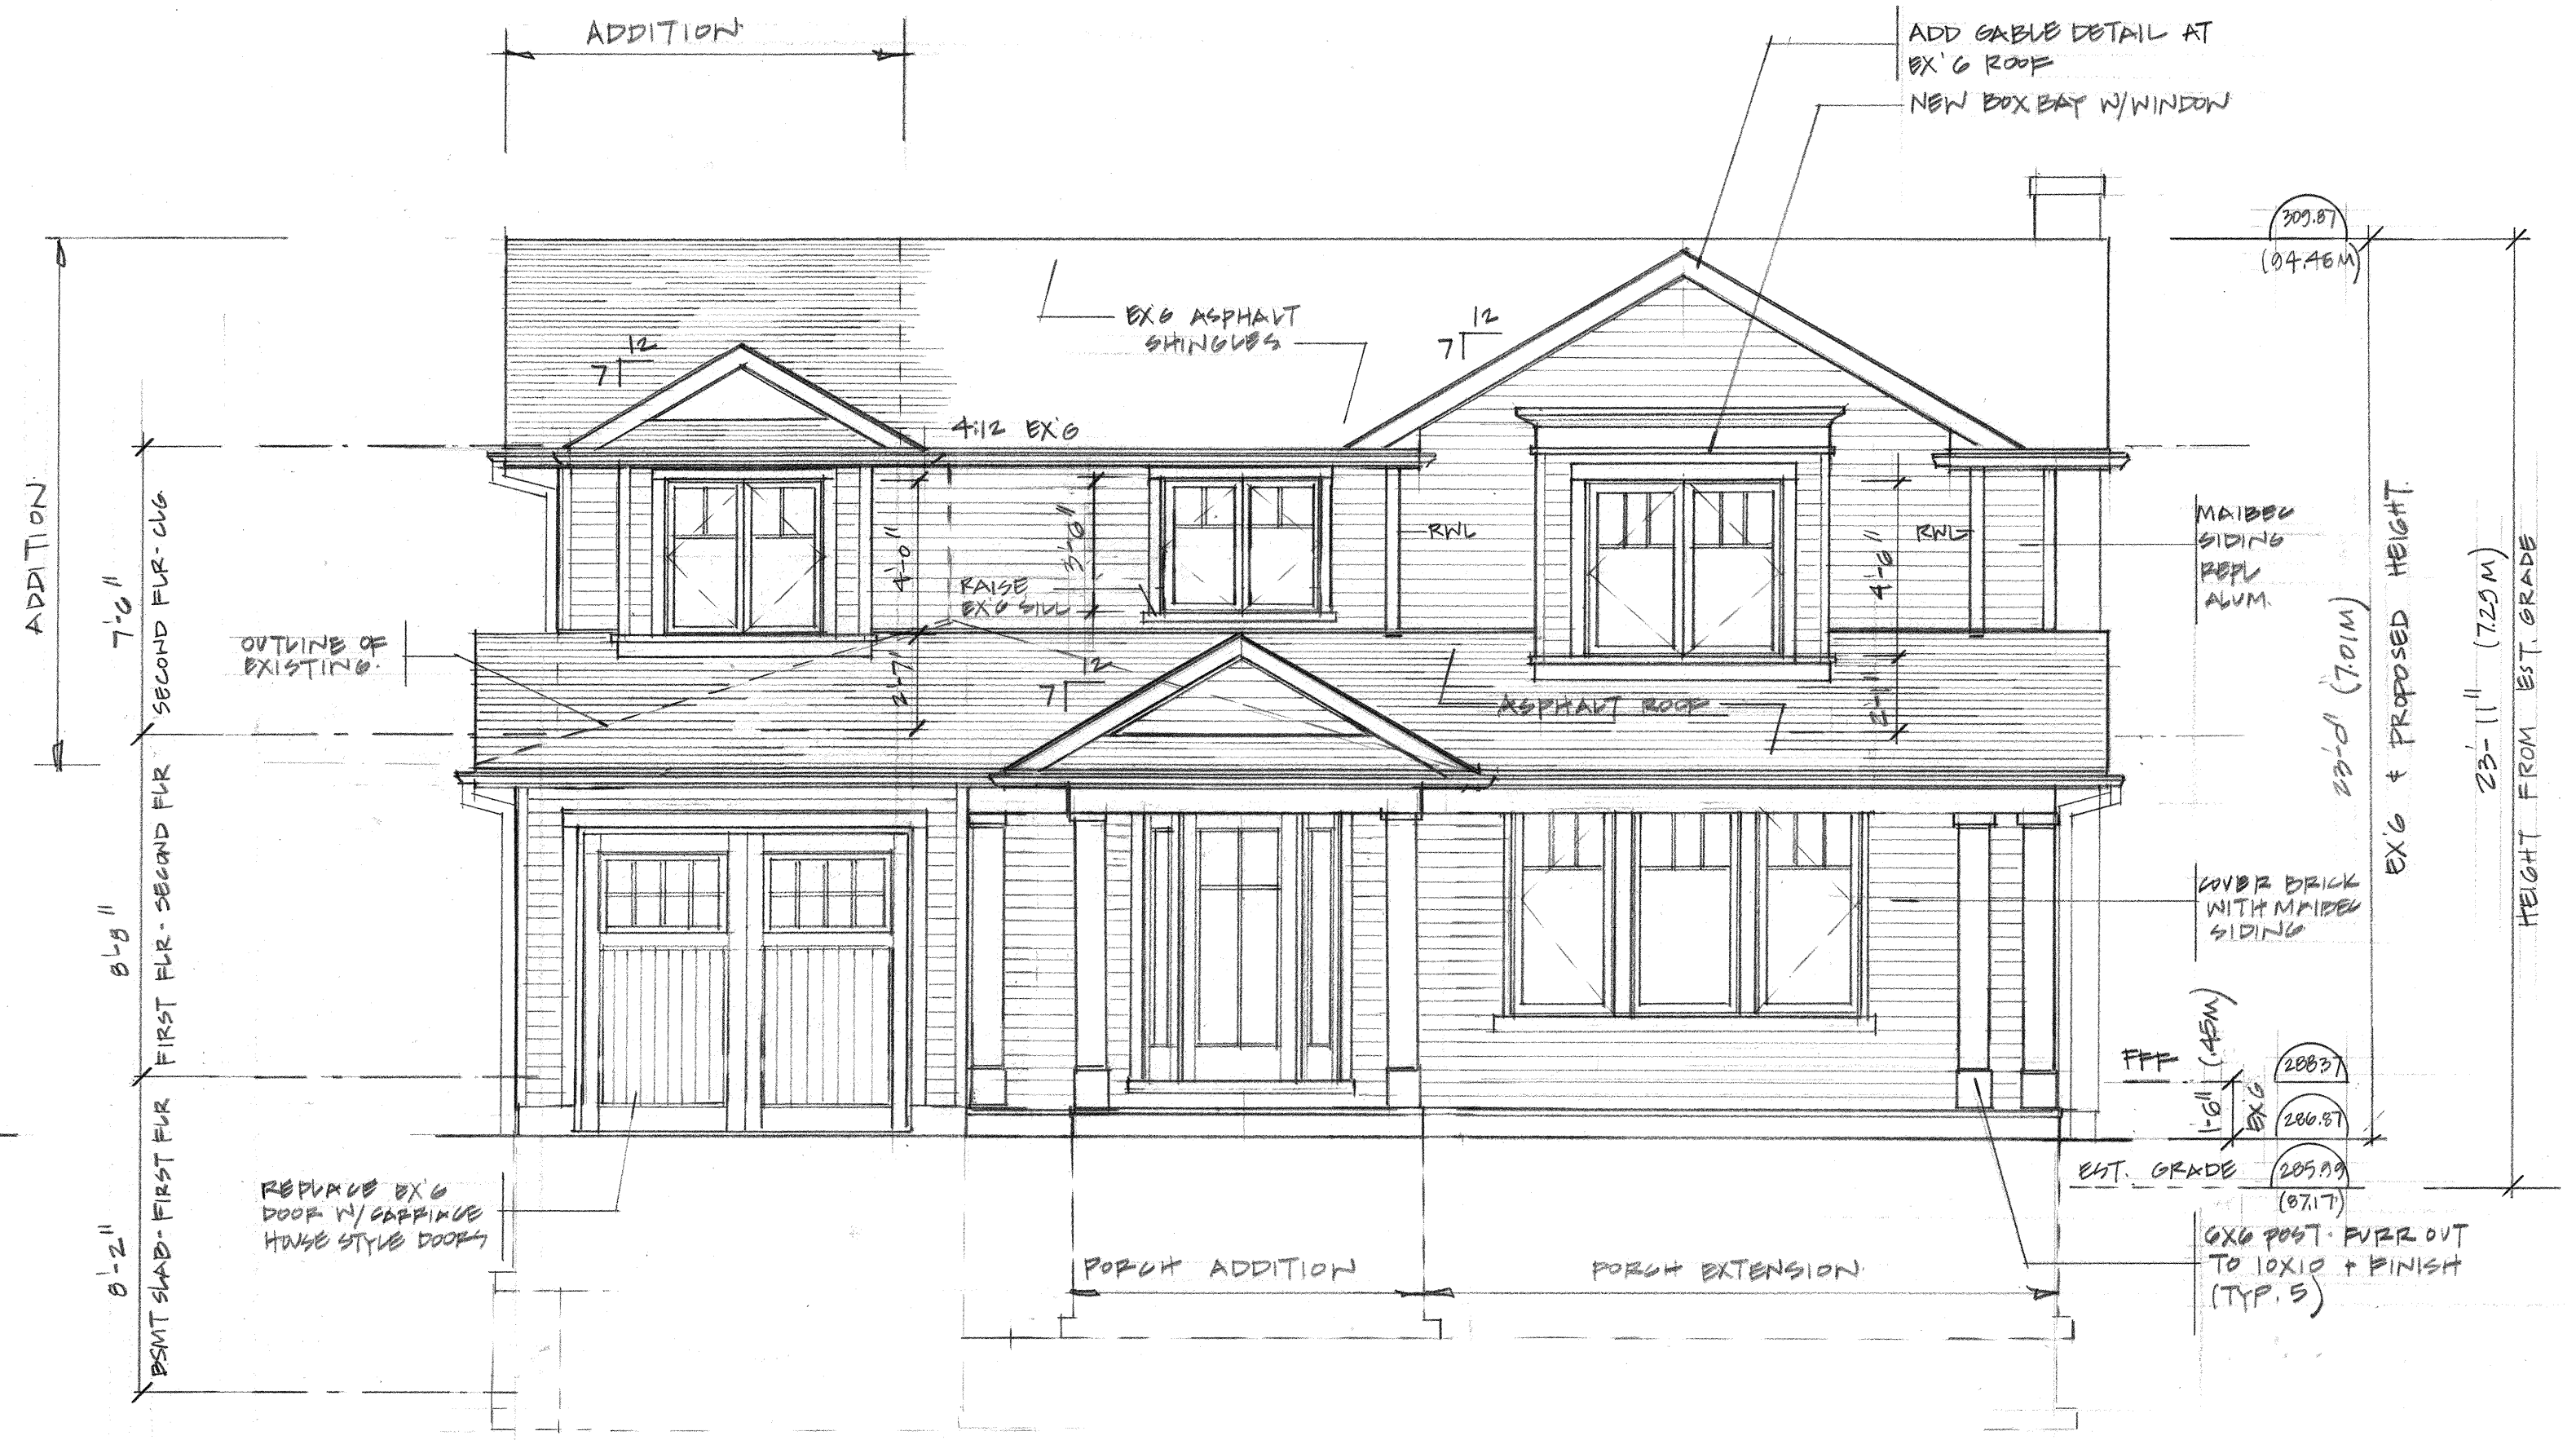 ADDITION
ADD GABLE DETAIL AT
EX'G ROOF
NEW BOX BAY W/WINDOW
309.87
(94.45M)
EX'G ASPHALT
SHINGLES
12
7
12
7
4:12 EX'G
ADDITION
7'-6"
SECOND FLR-CLG.
4'-0"
3'-6"
RAISE
EX'G SILL
RWL
4'-6"
RWL
MAIBEC
SIDING
REPL
ALUM.
OUTLINE OF
EXISTING.
2'-7"
12
7
ASPHALT ROOF
2'-1"
23'-0" (7.01M)
EX'G & PROPOSED HEIGHT.
23'-11" (7.29M)
HEIGHT FROM EST. GRADE
8'-8"
FIRST FLR-SECOND FLR
COVER BRICK
WITH MAIBEC
SIDING
FFF
1'-6" (.45M)
EX'G
288.37
286.87
EST. GRADE
285.99
(87.17)
8'-2"
BSMT SLAB-FIRST FLR
REPLACE EX'G
DOOR W/CARRIAGE
HOUSE STYLE DOORS
PORCH ADDITION
PORCH EXTENSION
6X6 POST. FURR OUT
TO 10X10 & FINISH
(TYP. 5)